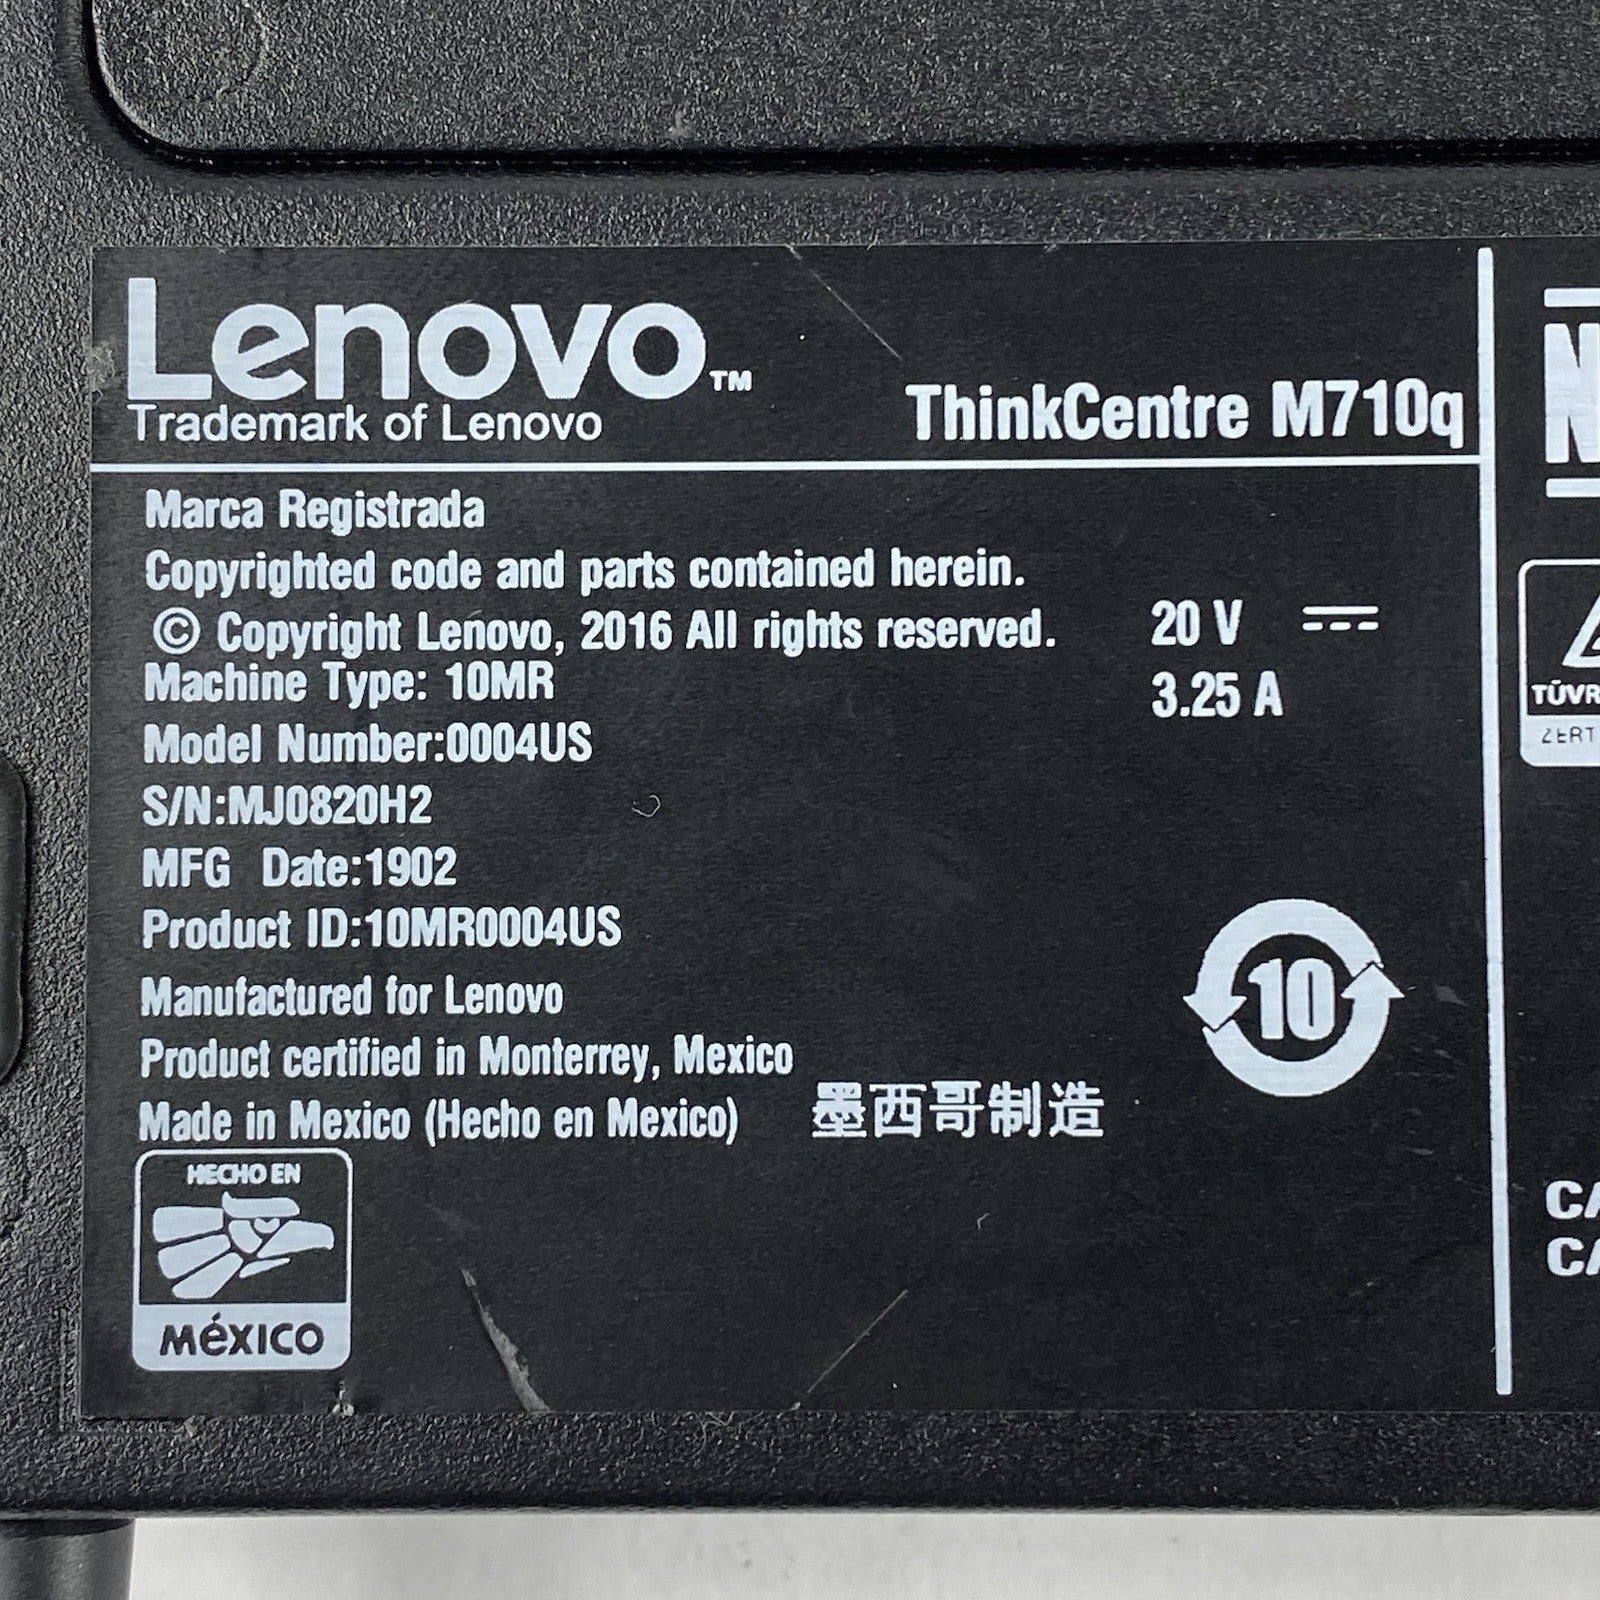 Lenovo™
Trademark of Lenovo
ThinkCentre M710q
Marca Registrada
Copyrighted code and parts contained herein.
© Copyright Lenovo, 2016 All rights reserved.
Machine Type: 10MR
Model Number:0004US
S/N:MJ0820H2
MFG Date:1902
Product ID:10MR0004US
Manufactured for Lenovo
Product certified in Monterrey, Mexico
Made in Mexico (Hecho en Mexico) 墨西哥制造
20 V
3.25 A
10
HECHO EN
MÉXICO